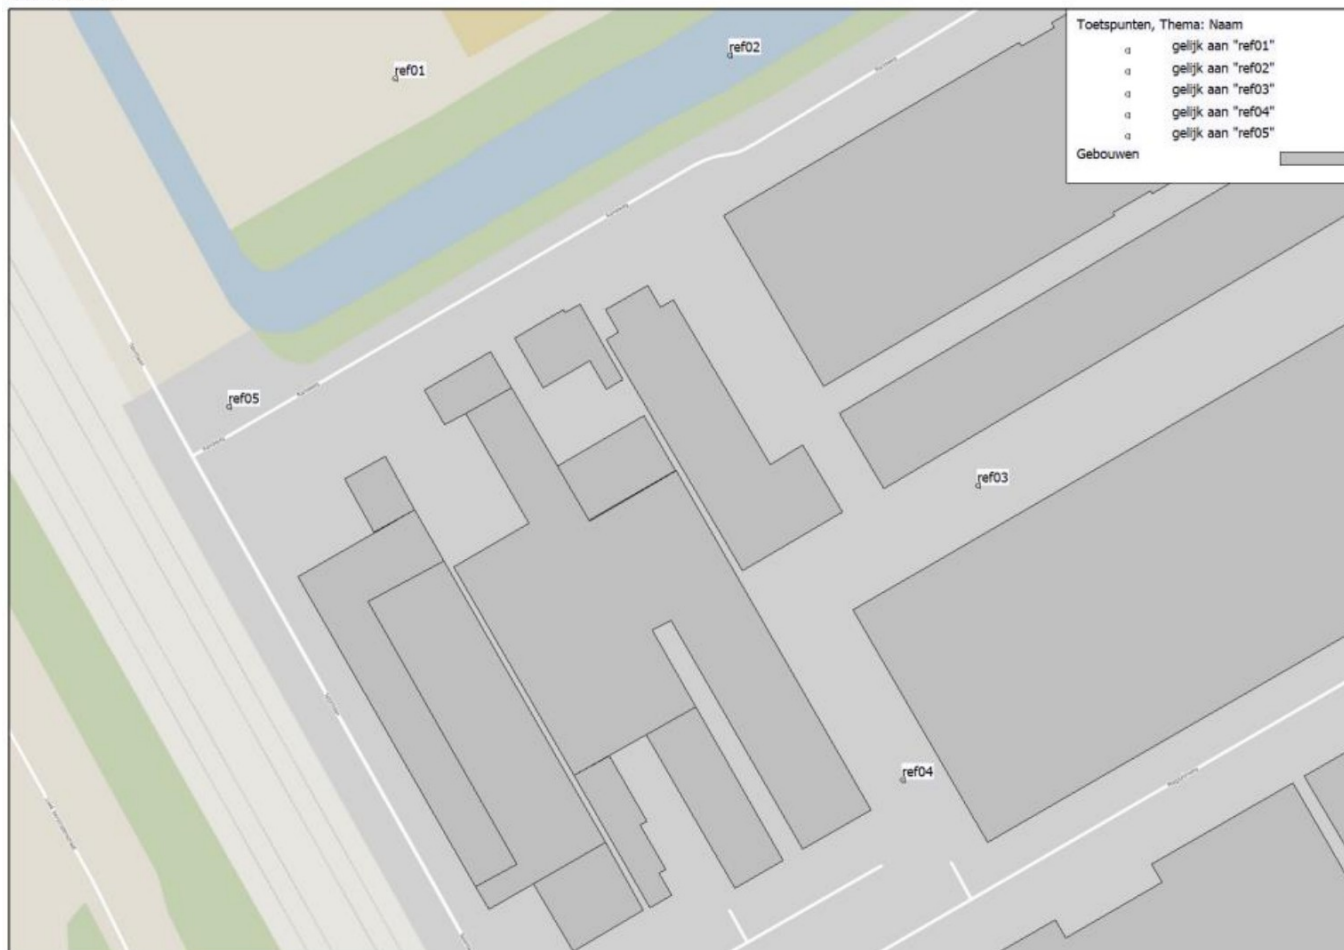 Toetspunten, Thema: Naam
gelijk aan "ref01"
gelijk aan "ref02"
gelijk aan "ref03"
gelijk aan "ref04"
gelijk aan "ref05"
Gebouwen
ref01
ref02
ref05
ref03
ref04